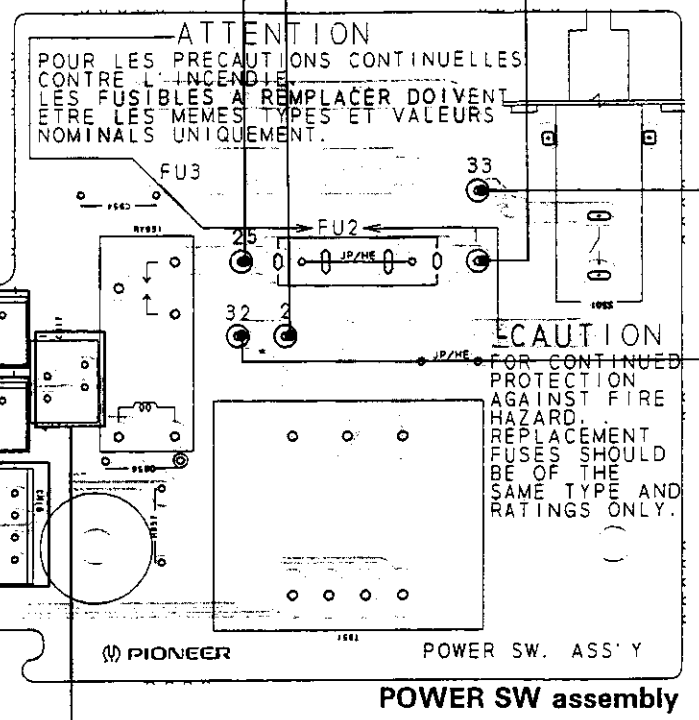 ATTENTION
POUR LES PRECAUTIONS CONTINUELLES
CONTRE L'INCENDIE,
LES FUSIBLES A REMPLACER DOIVENT
ETRE LES MEMES TYPES ET VALEURS
NOMINALS UNIQUEMENT.
FU3
33
FU2
25
1
JP/HE
32
2
JP/HE
CAUTION
FOR CONTINUED
PROTECTION
AGAINST FIRE
HAZARD.
REPLACEMENT
FUSES SHOULD
BE OF THE
SAME TYPE AND
RATINGS ONLY.
PIONEER
POWER SW. ASS'Y
POWER SW assembly